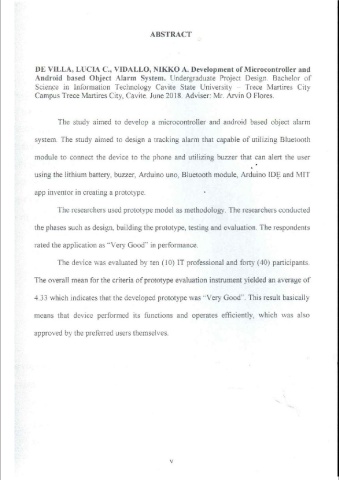 ABSTRACT
DE VILLA, LUCIA C., VIDALLO, NIKKO A. Development of Microcontroller and
Android based Object Alarm System. Undergraduate Project Design. Bachelor of
Science in Information Technology Cavite State University – Trece Martires City
Campus Trece Martires City, Cavite. June 2018. Adviser: Mr. Arvin O Flores.
The study aimed to develop a microcontroller and android based object alarm
system. The study aimed to design a tracking alarm that capable of utilizing Bluetooth
module to connect the device to the phone and utilizing buzzer that can alert the user
using the lithium battery, buzzer, Arduino uno, Bluetooth module, Arduino IDE and MIT
app inventor in creating a prototype.
The researchers used prototype model as methodology. The researchers conducted
the phases such as design, building the prototype, testing and evaluation. The respondents
rated the application as “Very Good” in performance.
The device was evaluated by ten (10) IT professional and forty (40) participants.
The overall mean for the criteria of prototype evaluation instrument yielded an average of
4.33 which indicates that the developed prototype was “Very Good”. This result basically
means that device performed its functions and operates efficiently, which was also
approved by the preferred users themselves.
v